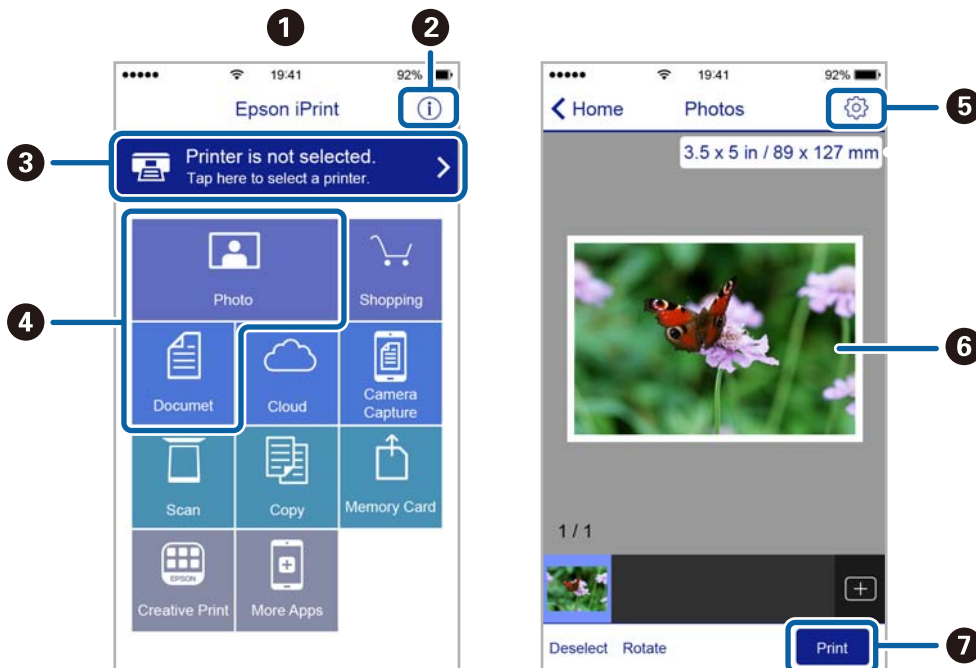 1
2
19:41
92%
Epson iPrint
3
Printer is not selected.
Tap here to select a printer.
4
Photo
Shopping
Documet
Cloud
Camera
Capture
Scan
Copy
Memory Card
EPSON
Creative Print
More Apps
19:41
92%
Home
Photos
5
3.5 x 5 in / 89 x 127 mm
6
1 / 1
Deselect
Rotate
Print
7